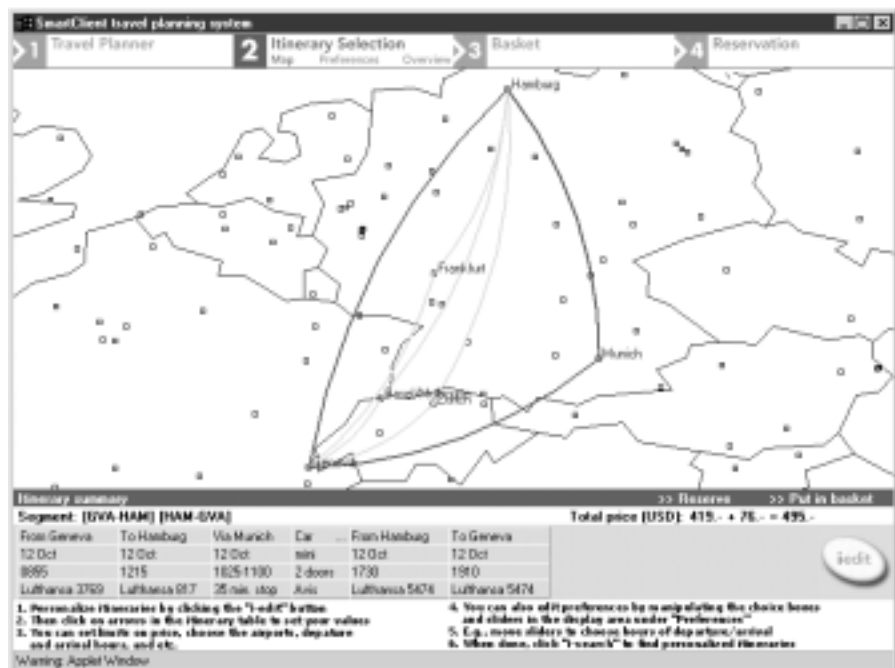 SmartClient travel planning system
1 Travel Planner
2 Itinerary Selection
Map Preferences Overview
3 Basket
4 Reservation
Hamburg
Frankfurt
Munich
Zurich
Itinerary summary >> Reserve >> Put in basket
Segment: [GVA-HAM] [HAM-GVA] Total price [USD]: 419.- + 76.- = 495.-
From Geneva To Hamburg Via Munich Car ... From Hamburg To Geneva
12 Oct 12 Oct 12 Oct mini 12 Oct 12 Oct
0855 1215 1025-1100 2 doors 1730 1910
Lufthansa 3769 Lufthansa 817 35 min. stop Avis Lufthansa 5474 Lufthansa 5474
i-edit
1. Personalize itineraries by clicking the "i-edit" button
2. Then click on arrows in the itinerary table to set your values
3. You can set limits on price, choose the airports, departure
and arrival hours, and etc.
4. You can also edit preferences by manipulating the choice boxes
and sliders in the display area under "Preferences"
5. E.g., move sliders to choose hours of departure/arrival
6. When done, click "i-search" to find personalized itineraries
Warning: Applet Window